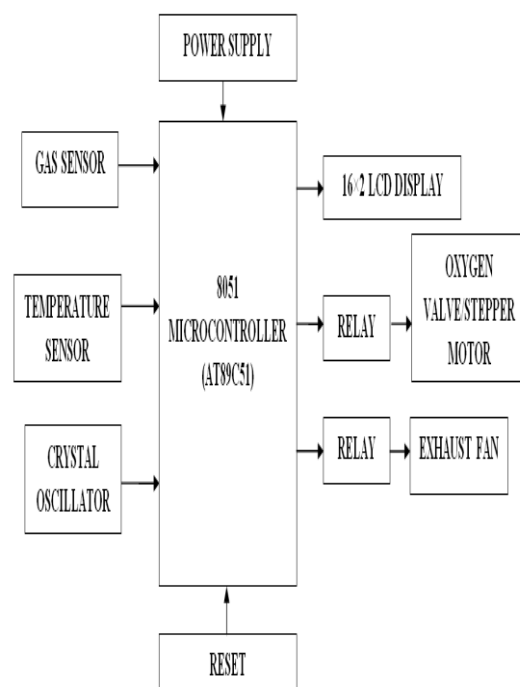 POWER SUPPLY
GAS SENSOR
16×2 LCD DISPLAY
8051
MICROCONTROLLER
(AT89C51)
TEMPERATURE
SENSOR
RELAY
OXYGEN
VALVE/STEPPER
MOTOR
CRYSTAL
OSCILLATOR
RELAY
EXHAUST FAN
RESET